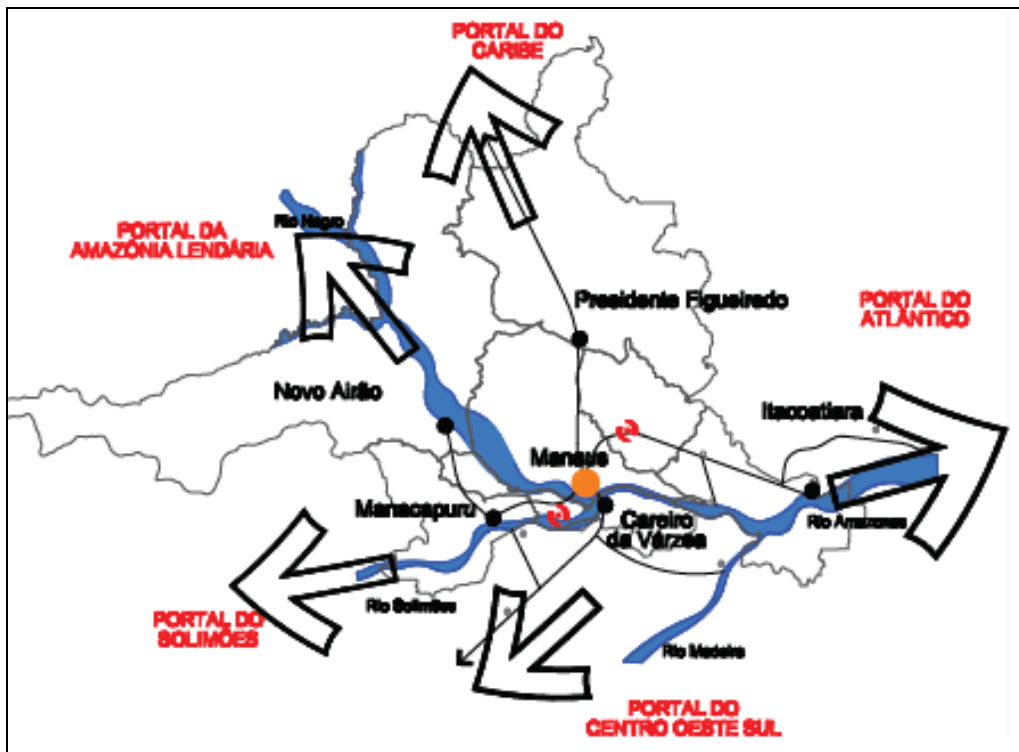 PORTAL DO
CARIBE
Rio Negro
PORTAL DA
AMAZÔNIA LENDÁRIA
Presidente Figueiredo
PORTAL DO
ATLÂNTICO
Novo Airão
Itacoatiara
Manaus
Manacapuru
Careiro
da Várzea
Rio Amazonas
Rio Solimões
PORTAL DO
SOLIMÕES
Rio Madeira
PORTAL DO
CENTRO OESTE SUL